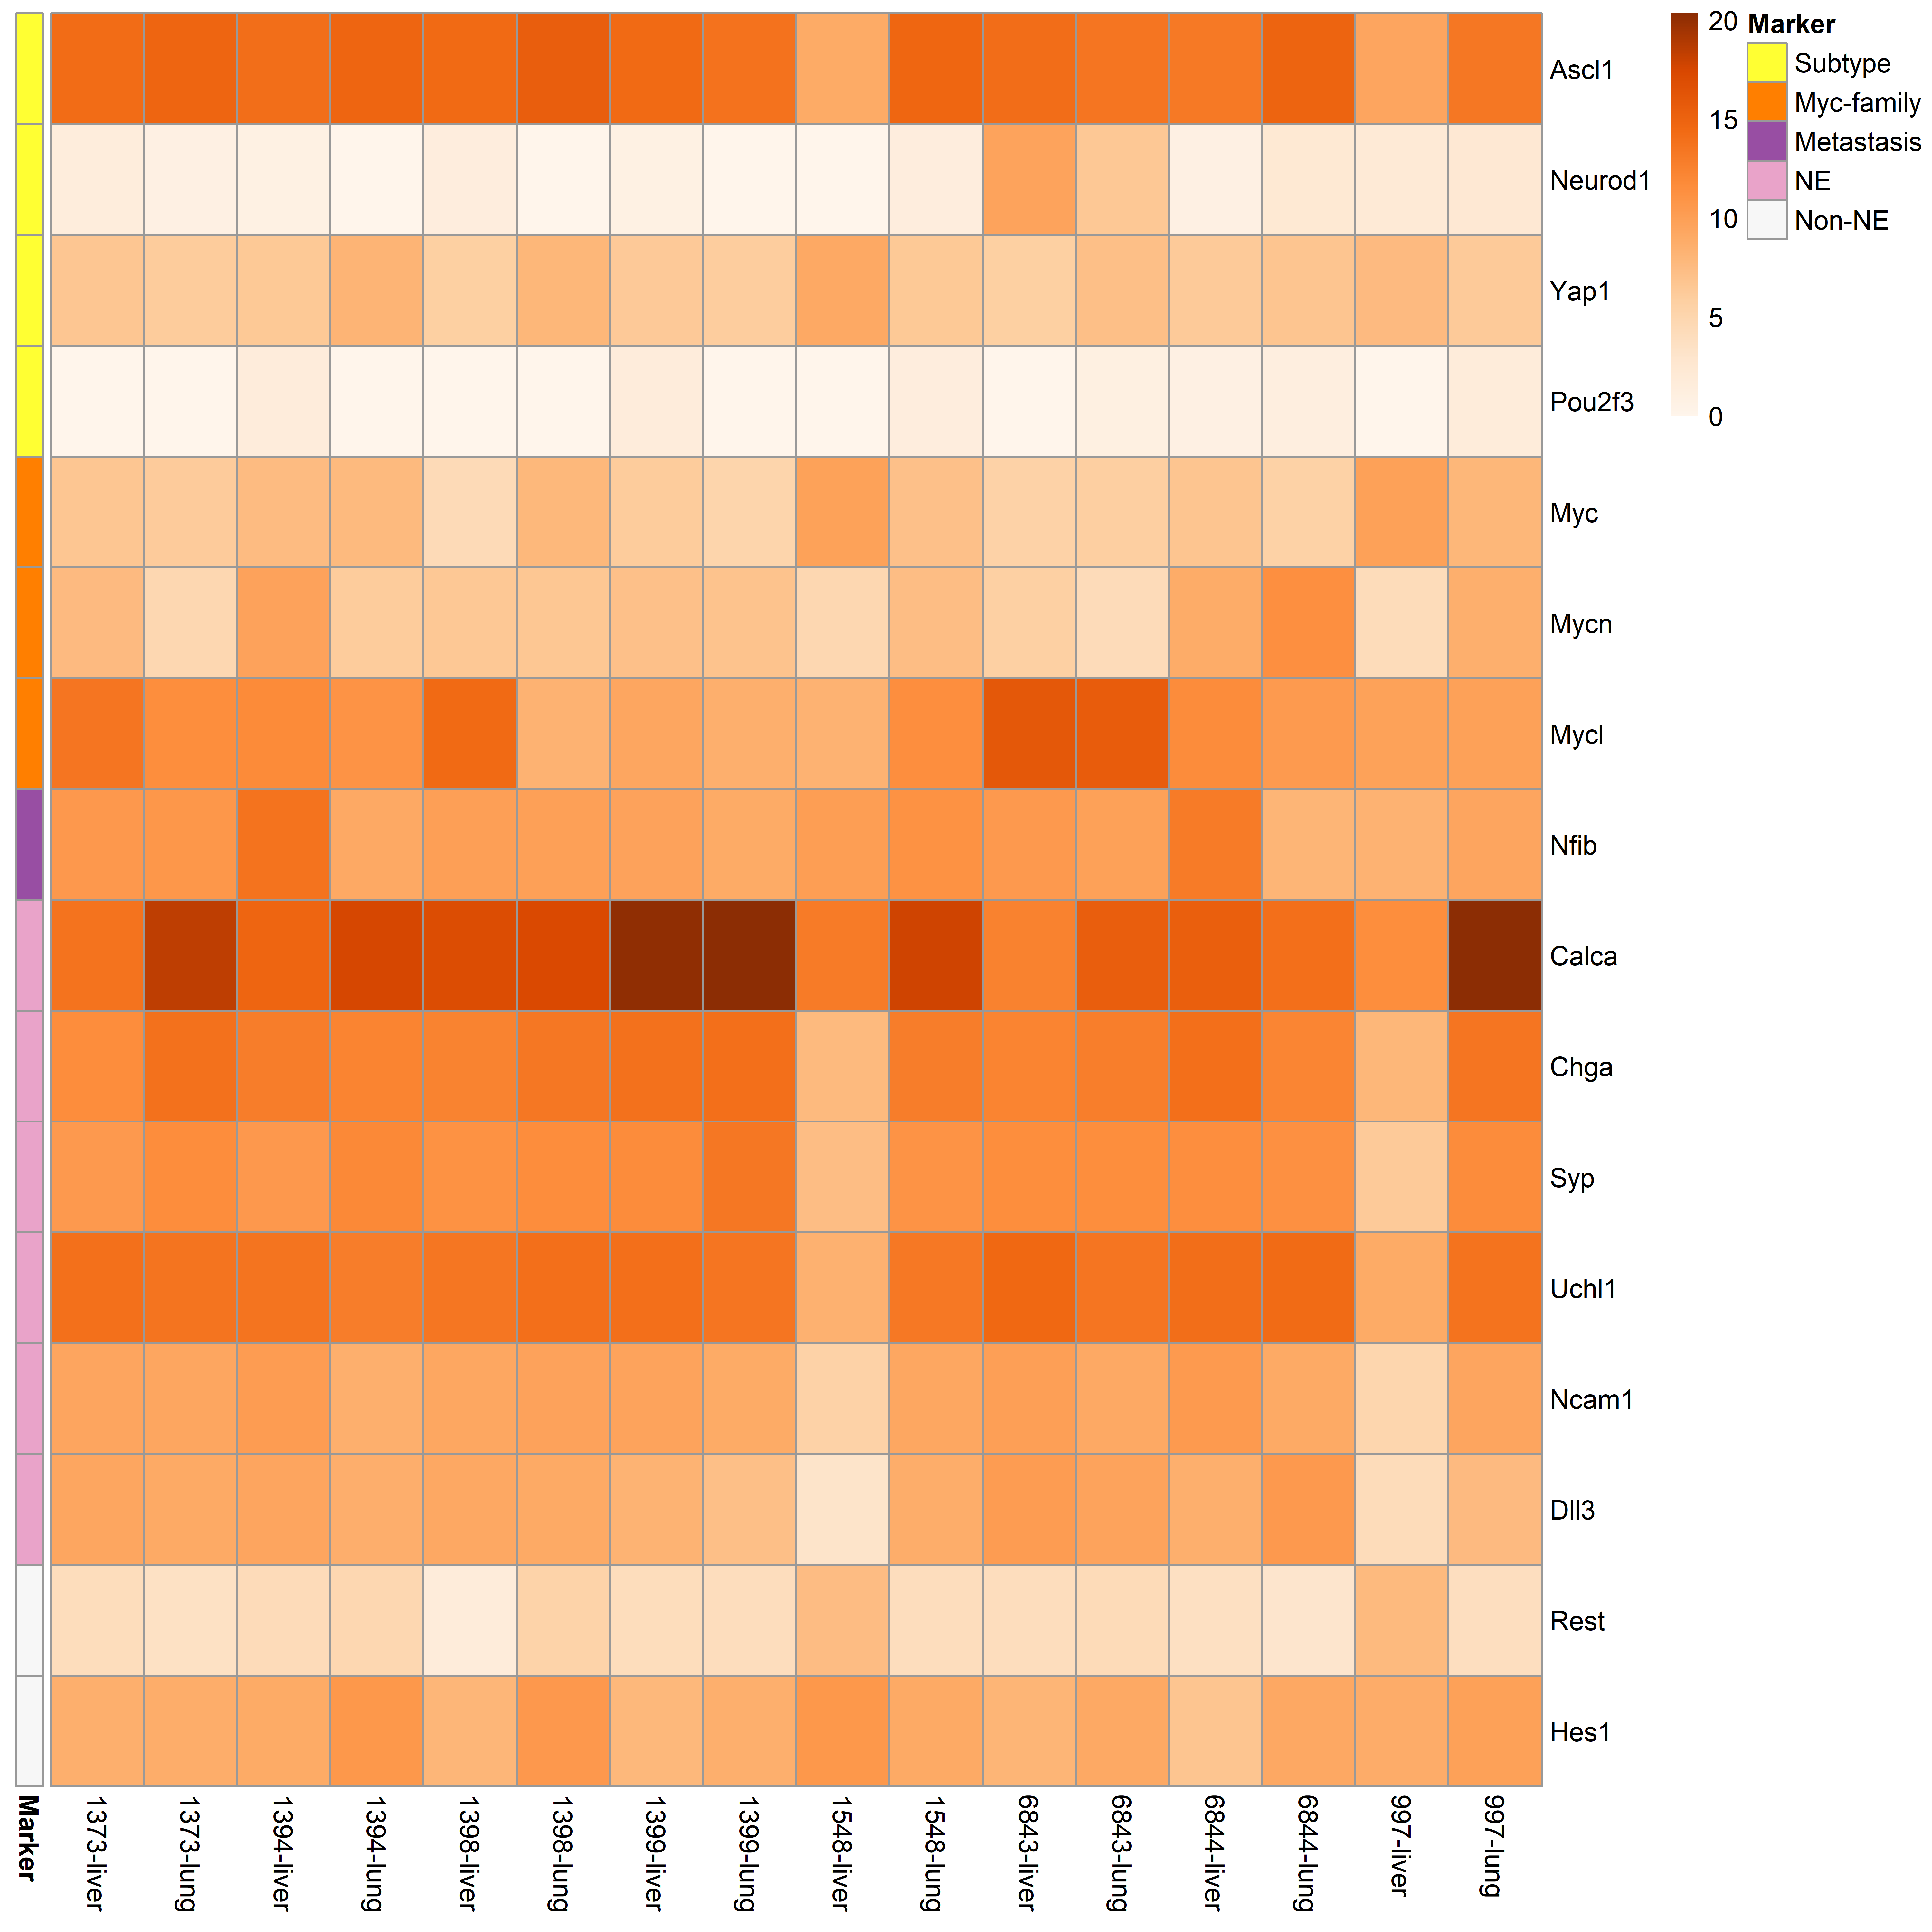 20
15
10
5
0
Marker
Subtype
Myc-family
Metastasis
NE
Non-NE
Ascl1
Neurod1
Yap1
Pou2f3
Myc
Mycn
Mycl
Nfib
Calca
Chga
Syp
Uchl1
Ncam1
Dll3
Rest
Hes1
Marker
1373-liver
1373-lung
1394-liver
1394-lung
1398-liver
1398-lung
1399-liver
1399-lung
1548-liver
1548-lung
6843-liver
6843-lung
6844-liver
6844-lung
997-liver
997-lung